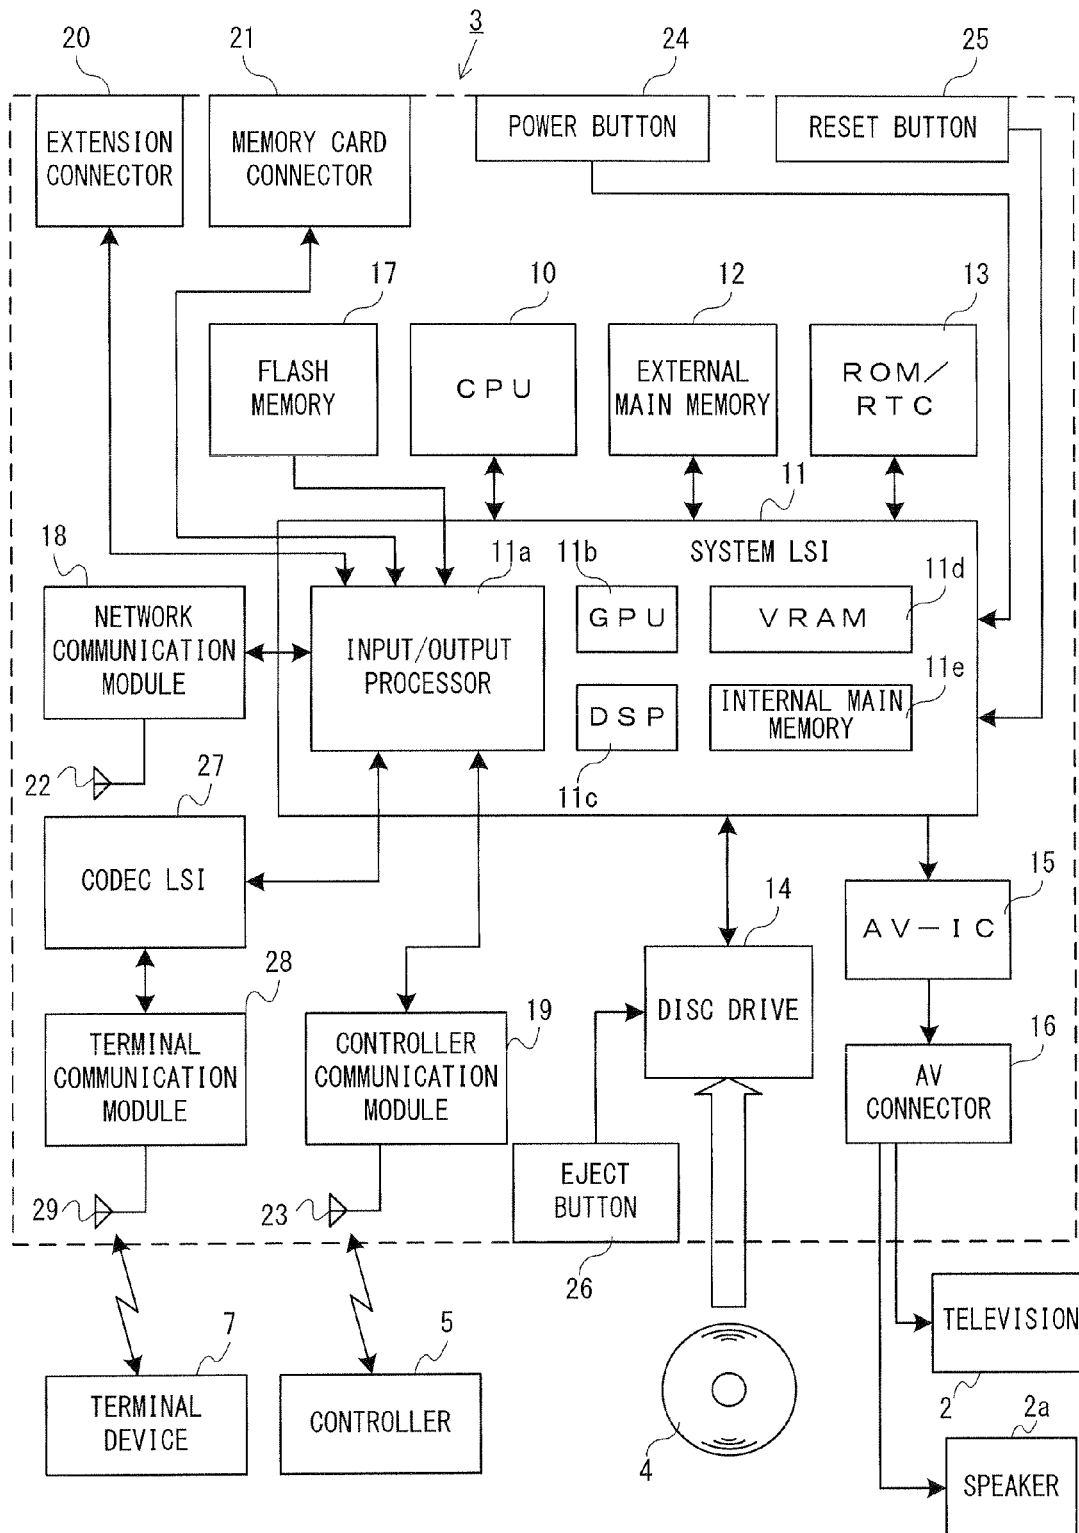 3
20
21
24
25
EXTENSION
CONNECTOR
MEMORY CARD
CONNECTOR
POWER BUTTON
RESET BUTTON
17
10
12
13
FLASH
MEMORY
CPU
EXTERNAL
MAIN MEMORY
ROM/
RTC
11
SYSTEM LSI
18
11a
11b
11d
NETWORK
COMMUNICATION
MODULE
INPUT/OUTPUT
PROCESSOR
GPU
VRAM
11e
DSP
INTERNAL MAIN
MEMORY
11c
22
27
CODEC LSI
14
15
AV-IC
28
19
DISC DRIVE
16
TERMINAL
COMMUNICATION
MODULE
CONTROLLER
COMMUNICATION
MODULE
AV
CONNECTOR
EJECT
BUTTON
29
23
26
7
5
TELEVISION
2
TERMINAL
DEVICE
CONTROLLER
4
2a
SPEAKER